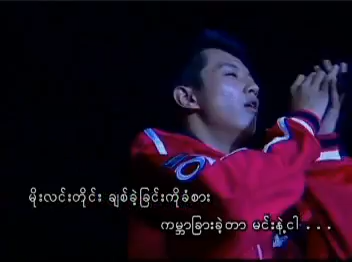 မိုးလင်းတိုင်း ချစ်ခဲ့ခြင်းကိုခံစား
ကမ္ဘာခြားခဲ့တာ မင်းနဲ့ငါ . . .